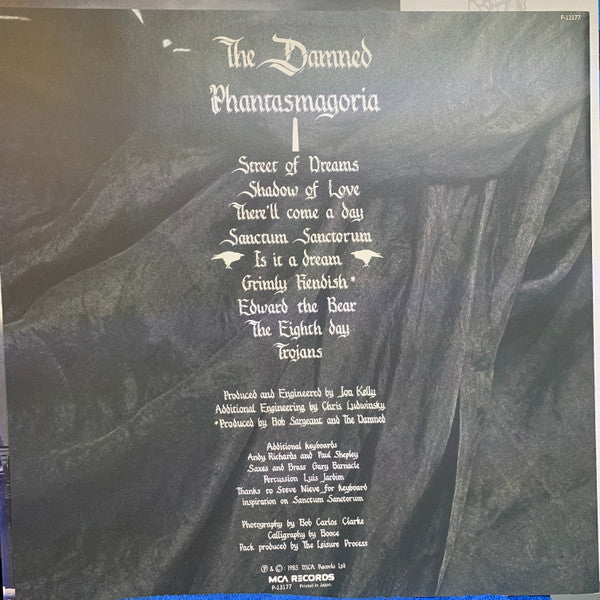 P-13177
The Damned
Phantasmagoria
Street of Dreams
Shadow of Love
There'll come a day
Sanctum Sanctorum
Is it a dream
Grimly Fiendish*
Edward the Bear
The Eighth day
Trojans
Produced and Engineered by Jon Kelly
Additional Engineering by Chris Ludwinsky
*Produced by Bob Sargeant and The Damned
Additional keyboards
Andy Richards and Paul Shepley
Saxes and Brass Gary Barnacle
Percussion Luis Jardim
Thanks to Steve Nieve for keyboard
inspiration on Sanctum Sanctorum
Photography by Bob Carlos Clarke
Calligraphy by Booce
Pack produced by The Leisure Process
℗ & © : 1985 MCA Records Ltd
MCA RECORDS
P-13177 Printed in Japan.